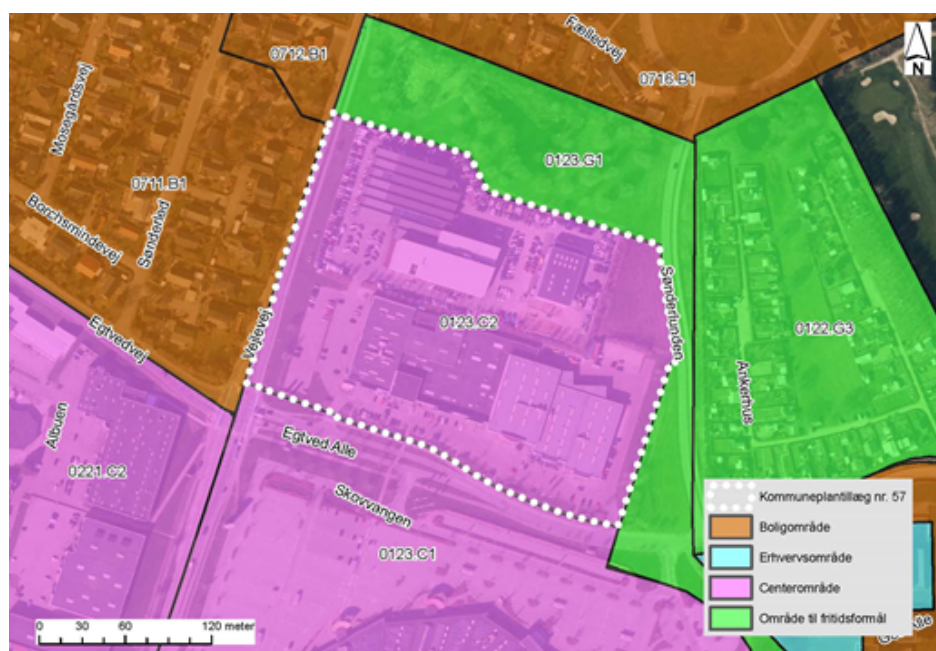 Fælledvej
N
0712.B1
0716.B1
Mosegårdsvej
0123.G1
0711.B1
Borchsmindevej
Sønderled
Sønderlunden
0123.C2
0122.G3
Vejlevej
Egtvedvej
Ankerhus
Albuen
Egtved Alle
0221.C2
Skovvangen
0123.C1
Kommuneplantillæg nr. 57
Boligområde
Erhvervsområde
Centerområde
Område til fritidsformål
0 30 60 120 meter